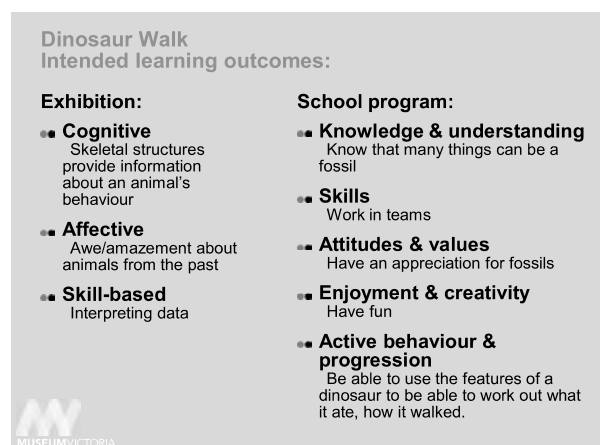 Dinosaur Walk
Intended learning outcomes:
Exhibition:
Cognitive
Skeletal structures
provide information
about an animal's
behaviour
Affective
Awe/amazement about
animals from the past
Skill-based
Interpreting data
School program:
Knowledge & understanding
Know that many things can be a
fossil
Skills
Work in teams
Attitudes & values
Have an appreciation for fossils
Enjoyment & creativity
Have fun
Active behaviour &
progression
Be able to use the features of a
dinosaur to be able to work out what
it ate, how it walked.
MUSEUMVICTORIA